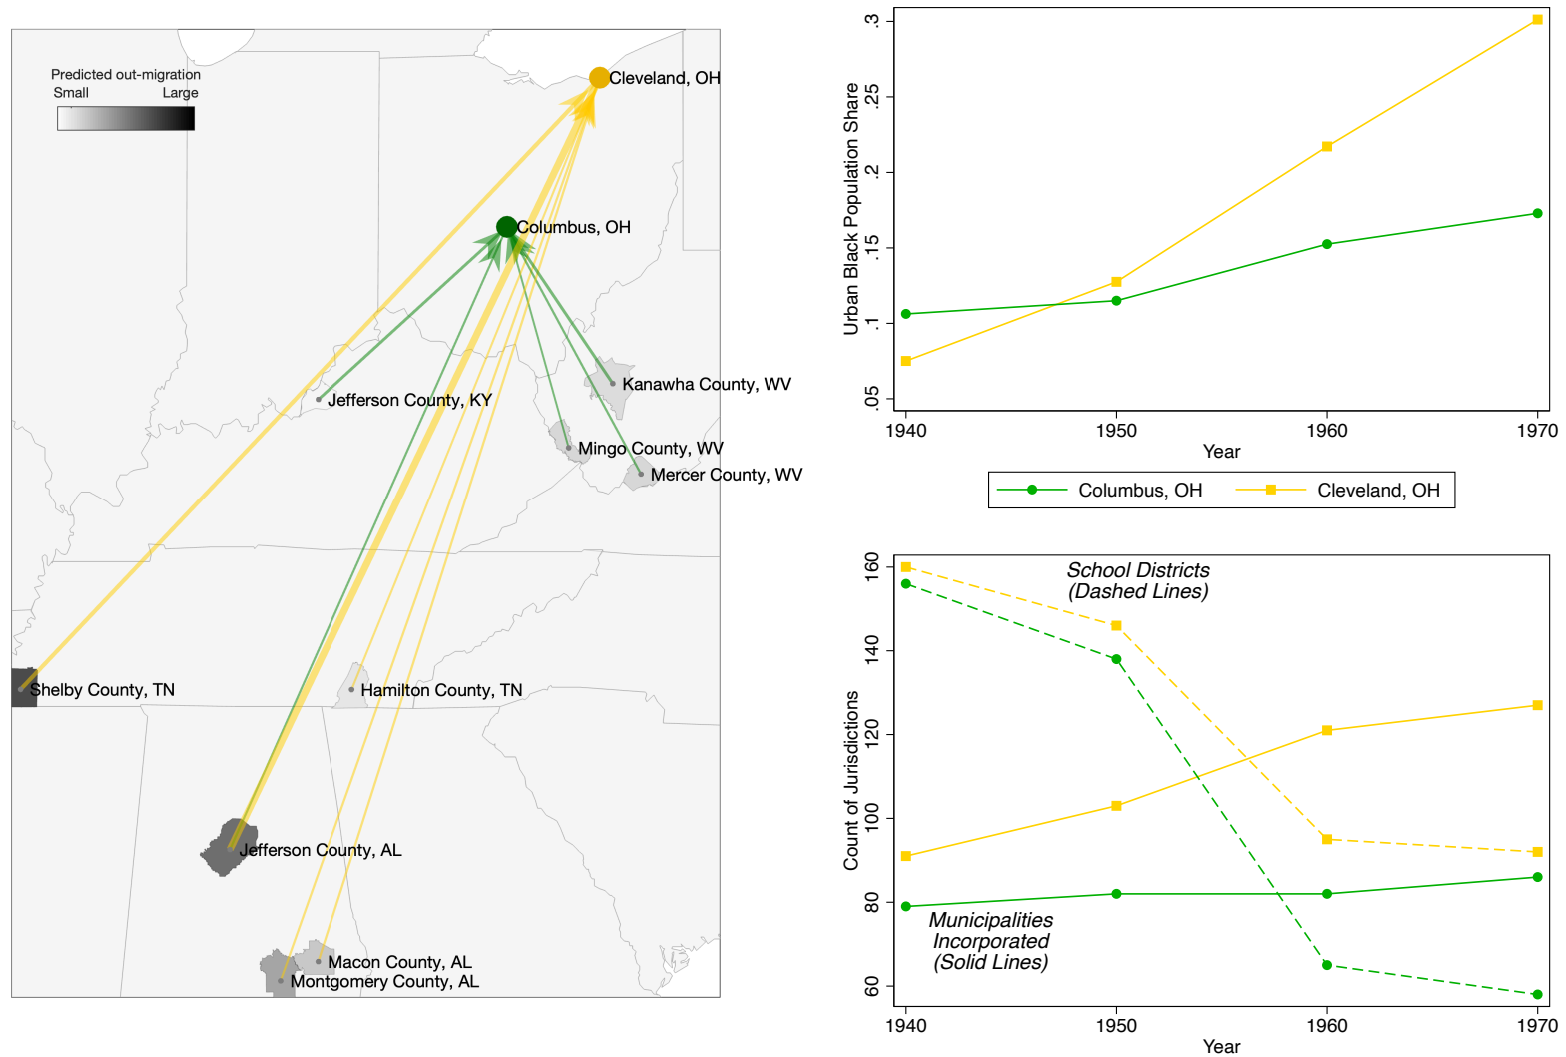 Predicted out-migration
Small Large
Cleveland, OH
Columbus, OH
Kanawha County, WV
Jefferson County, KY
Mingo County, WV
Mercer County, WV
Shelby County, TN
Hamilton County, TN
Jefferson County, AL
Macon County, AL
Montgomery County, AL
Urban Black Population Share
.3
.25
.2
.15
.1
.05
1940 1950 1960 1970
Year
Columbus, OH Cleveland, OH
Count of Jurisdictions
160
140
120
100
80
60
School Districts
(Dashed Lines)
Municipalities
Incorporated
(Solid Lines)
1940 1950 1960 1970
Year